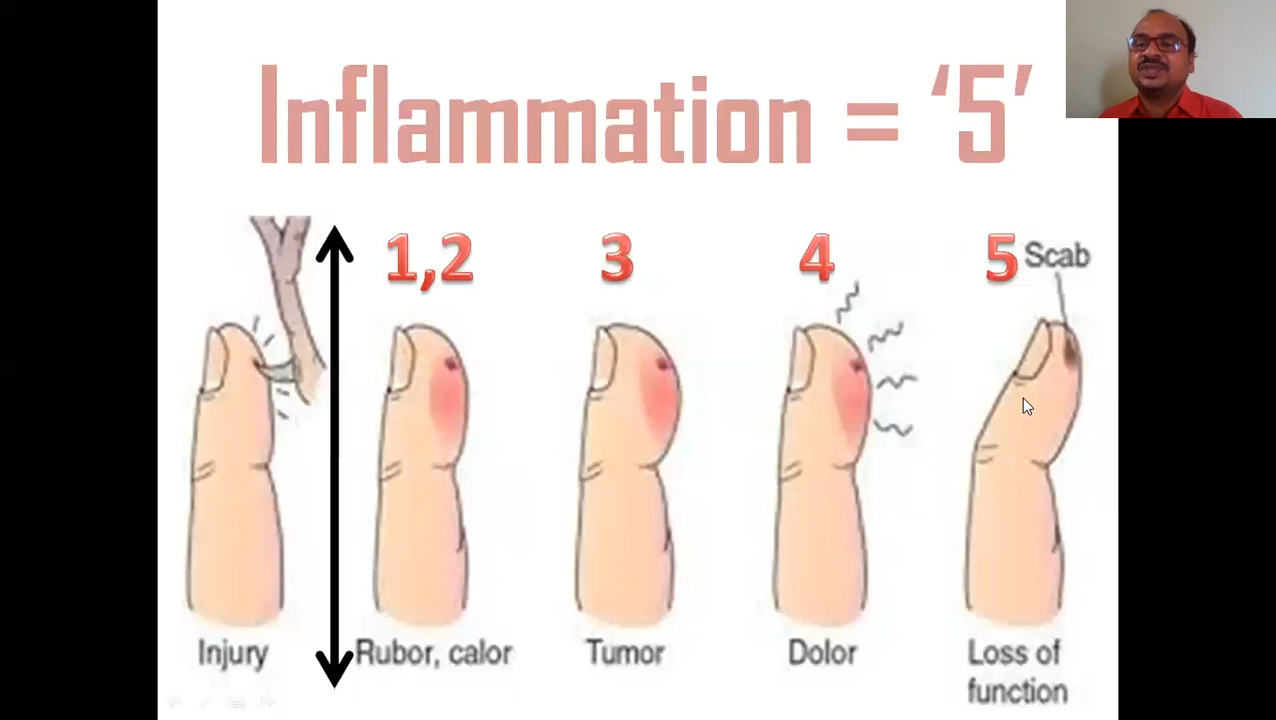 Inflammation = ‘5’
1,2
3
4
5
Scab
Injury
Rubor, calor
Tumor
Dolor
Loss of
function